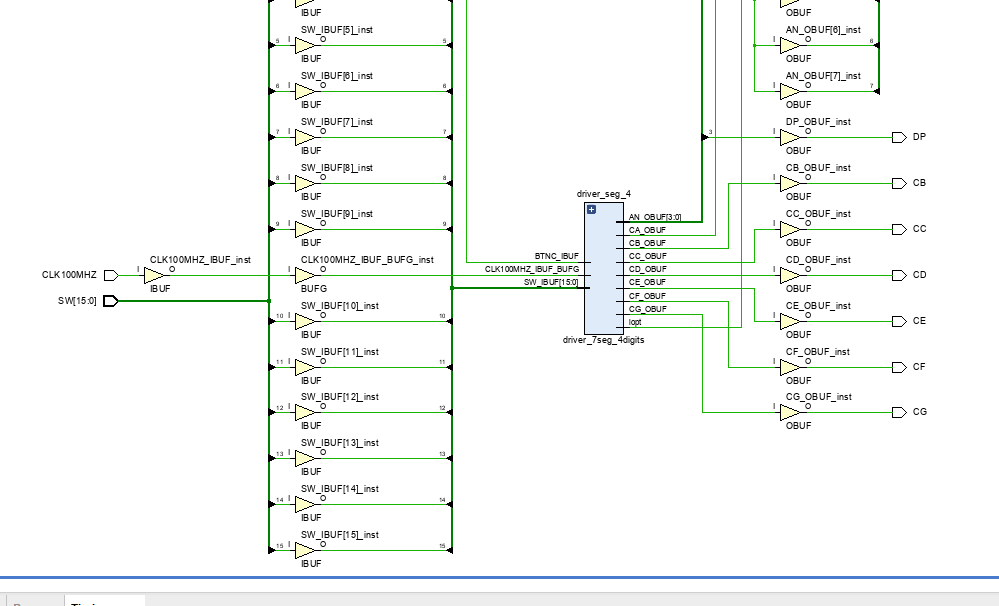 IBUF
SW_IBUF[5]_inst
5 I O 5
IBUF
SW_IBUF[6]_inst
6 I O 6
IBUF
SW_IBUF[7]_inst
7 I O 7
IBUF
SW_IBUF[8]_inst
8 I O 8
IBUF
SW_IBUF[9]_inst
9 I O 9
IBUF
CLK100MHZ
CLK100MHZ_IBUF_inst
I O
IBUF
CLK100MHZ_IBUF_BUFG_inst
I O
BUFG
SW[15:0]
SW_IBUF[10]_inst
10 I O 10
IBUF
SW_IBUF[11]_inst
11 I O 11
IBUF
SW_IBUF[12]_inst
12 I O 12
IBUF
SW_IBUF[13]_inst
13 I O 13
IBUF
SW_IBUF[14]_inst
14 I O 14
IBUF
SW_IBUF[15]_inst
15 I O 15
IBUF
driver_seg_4
BTNC_IBUF
CLK100MHZ_IBUF_BUFG
SW_IBUF[15:0]
AN_OBUF[3:0]
CA_OBUF
CB_OBUF
CC_OBUF
CD_OBUF
CE_OBUF
CF_OBUF
CG_OBUF
lopt
driver_7seg_4digits
OBUF
AN_OBUF[6]_inst
I O 6
OBUF
AN_OBUF[7]_inst
I O 7
OBUF
DP_OBUF_inst
3 I O DP
OBUF
CB_OBUF_inst
I O CB
OBUF
CC_OBUF_inst
I O CC
OBUF
CD_OBUF_inst
I O CD
OBUF
CE_OBUF_inst
I O CE
OBUF
CF_OBUF_inst
I O CF
OBUF
CG_OBUF_inst
I O CG
OBUF